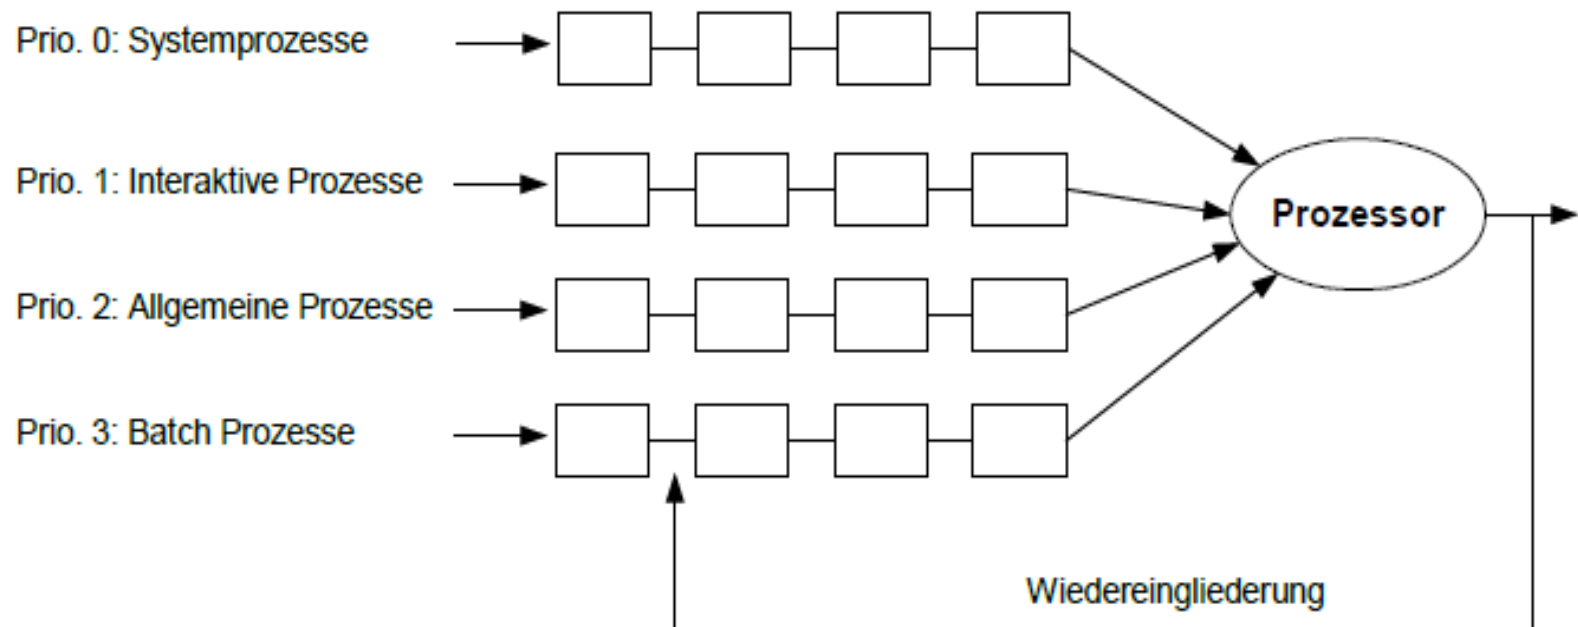 Prio. 0: Systemprozesse
Prio. 1: Interaktive Prozesse
Prozessor
Prio. 2: Allgemeine Prozesse
Prio. 3: Batch Prozesse
Wiedereingliederung